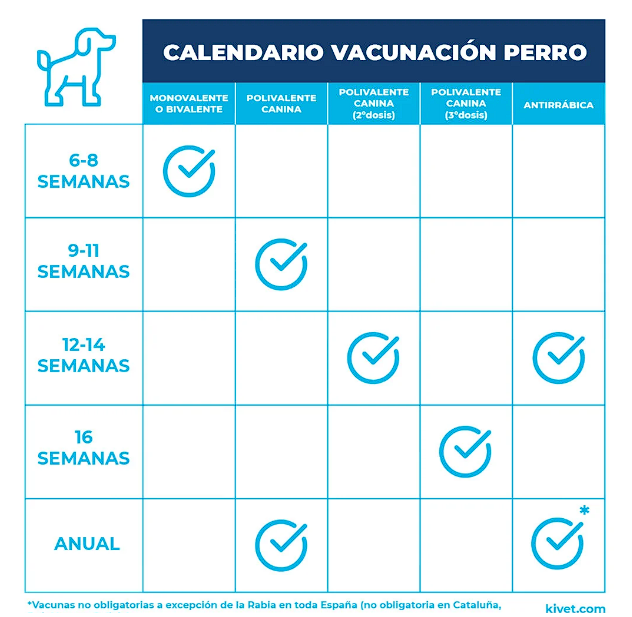 CALENDARIO VACUNACIÓN PERRO
MONOVALENTE
O BIVALENTE
POLIVALENTE
CANINA
POLIVALENTE
CANINA
(2ºdosis)
POLIVALENTE
CANINA
(3ºdosis)
ANTIRRÁBICA
6-8
SEMANAS
9-11
SEMANAS
12-14
SEMANAS
16
SEMANAS
ANUAL
*
*Vacunas no obligatorias a excepción de la Rabia en toda España (no obligatoria en Cataluña,
kivet.com